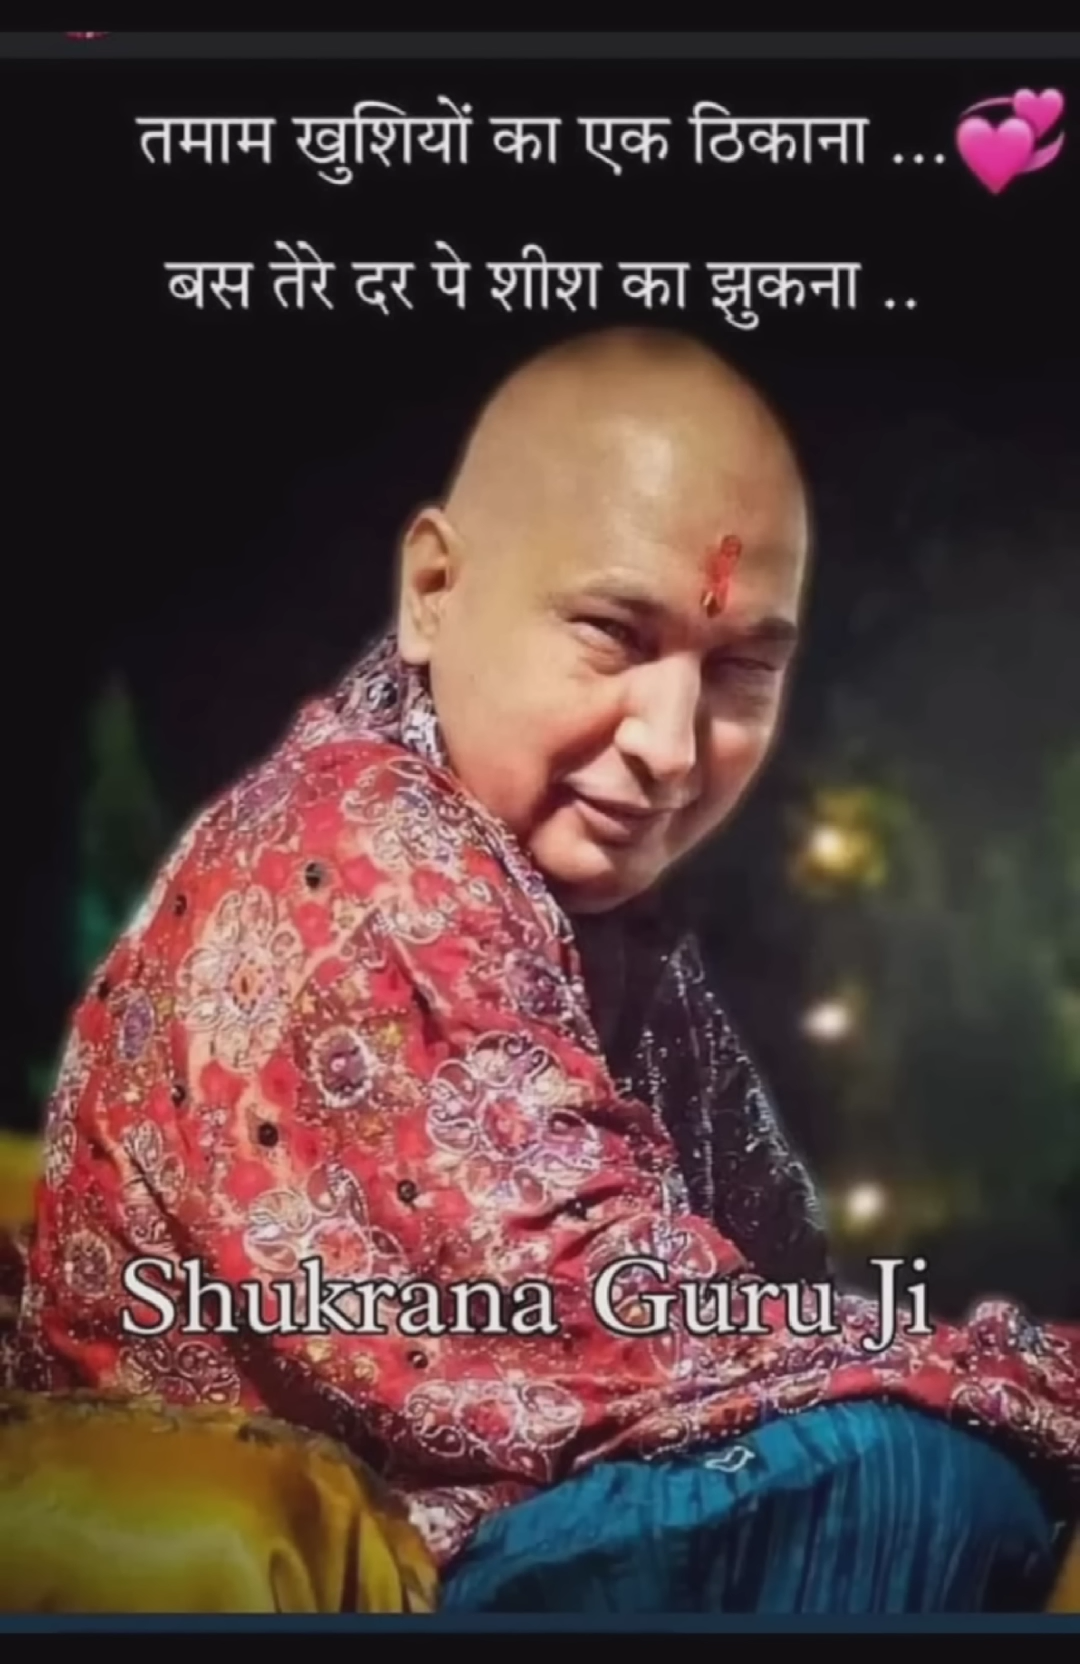 तमाम खुशियों का एक ठिकाना ...💞
बस तेरे दर पे शीश का झुकना ..
Shukrana Guru Ji